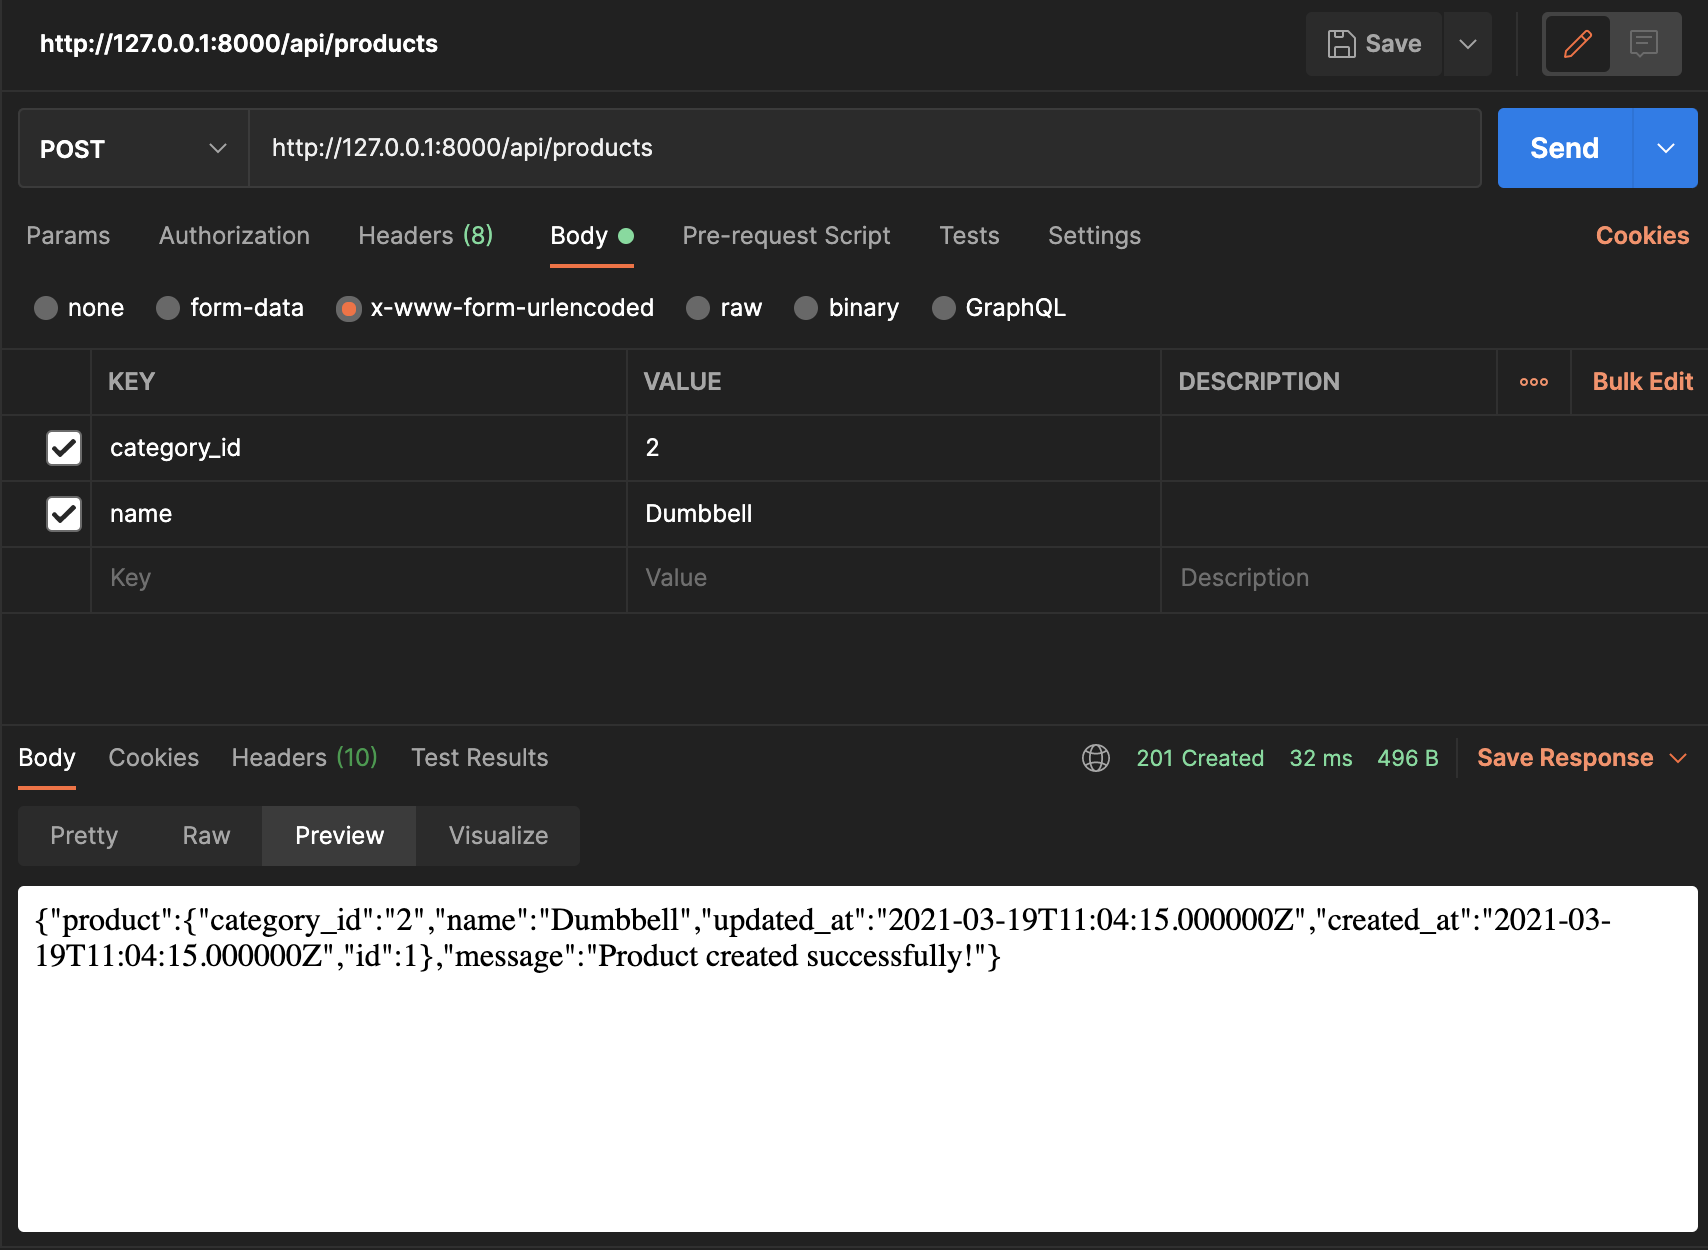 http://127.0.0.1:8000/api/products
Save
POST
http://127.0.0.1:8000/api/products
Send
Params Authorization Headers (8) Body Pre-request Script Tests Settings Cookies
none form-data x-www-form-urlencoded raw binary GraphQL
KEY VALUE DESCRIPTION Bulk Edit
category_id 2
name Dumbbell
Key Value Description
Body Cookies Headers (10) Test Results 201 Created 32 ms 496 B Save Response
Pretty Raw Preview Visualize
{"product":{"category_id":"2","name":"Dumbbell","updated_at":"2021-03-19T11:04:15.000000Z","created_at":"2021-03-
19T11:04:15.000000Z","id":1},"message":"Product created successfully!"}